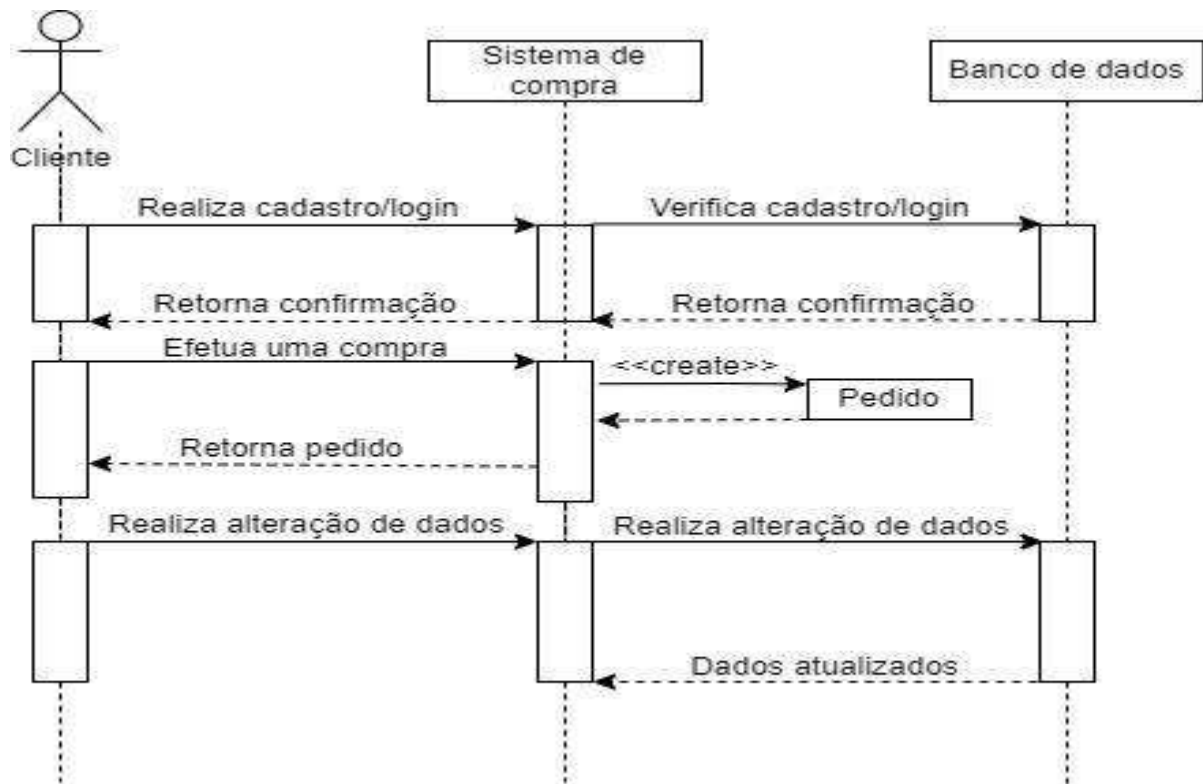 Sistema de
compra
Banco de dados
Cliente
Realiza cadastro/login
Verifica cadastro/login
Retorna confirmação
Retorna confirmação
Efetua uma compra
<<create>>
Pedido
Retorna pedido
Realiza alteração de dados
Realiza alteração de dados
Dados atualizados